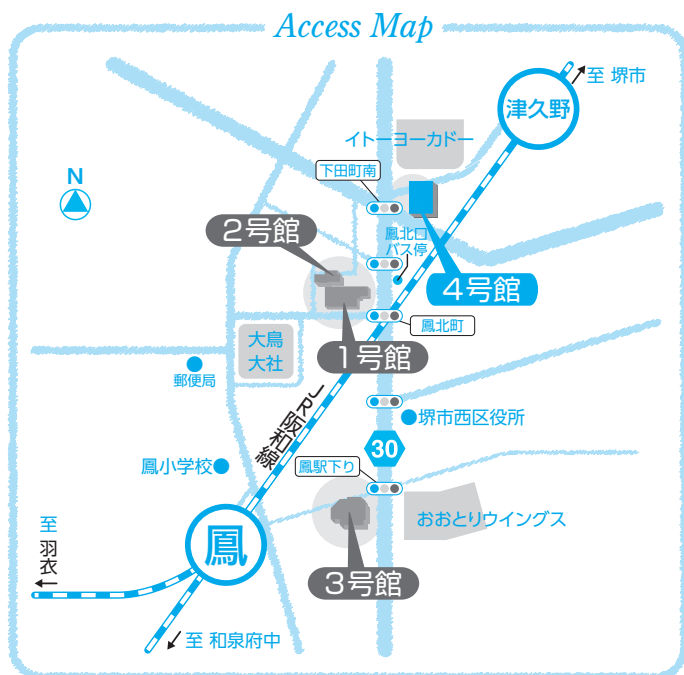 Access Map
津久野
至 堺市
イトーヨーカドー
下田町南
N
2号館
鳳北口
バス停
4号館
鳳北町
大鳥
大社
1号館
郵便局
JR阪和線
堺市西区役所
30
鳳小学校
鳳駅下り
おおとりウイングス
至
羽衣
鳳
3号館
至 和泉府中